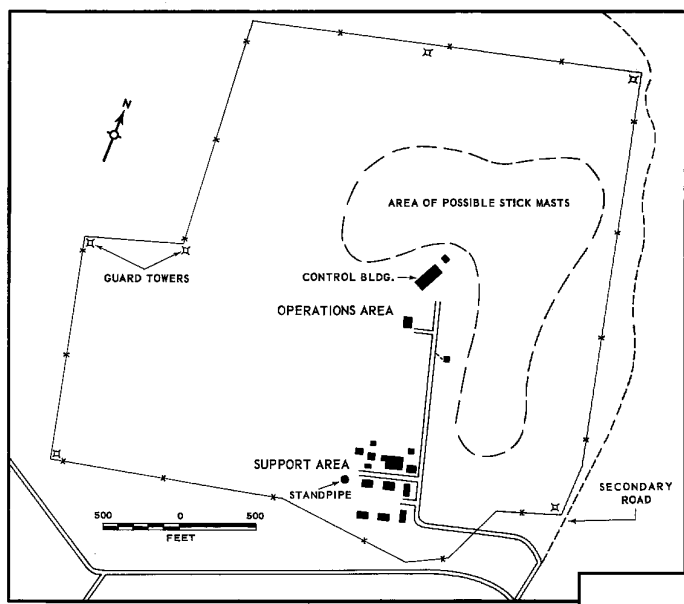 N
AREA OF POSSIBLE STICK MASTS
GUARD TOWERS
CONTROL BLDG.
OPERATIONS AREA
SUPPORT AREA
STANDPIPE
SECONDARY
ROAD
500 0 500
FEET